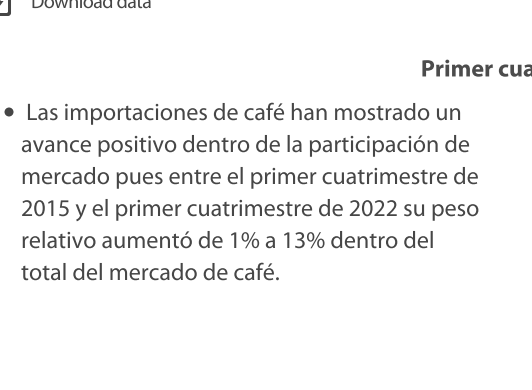 Download data
Primer cua
• Las importaciones de café han mostrado un
avance positivo dentro de la participación de
mercado pues entre el primer cuatrimestre de
2015 y el primer cuatrimestre de 2022 su peso
relativo aumentó de 1% a 13% dentro del
total del mercado de café.